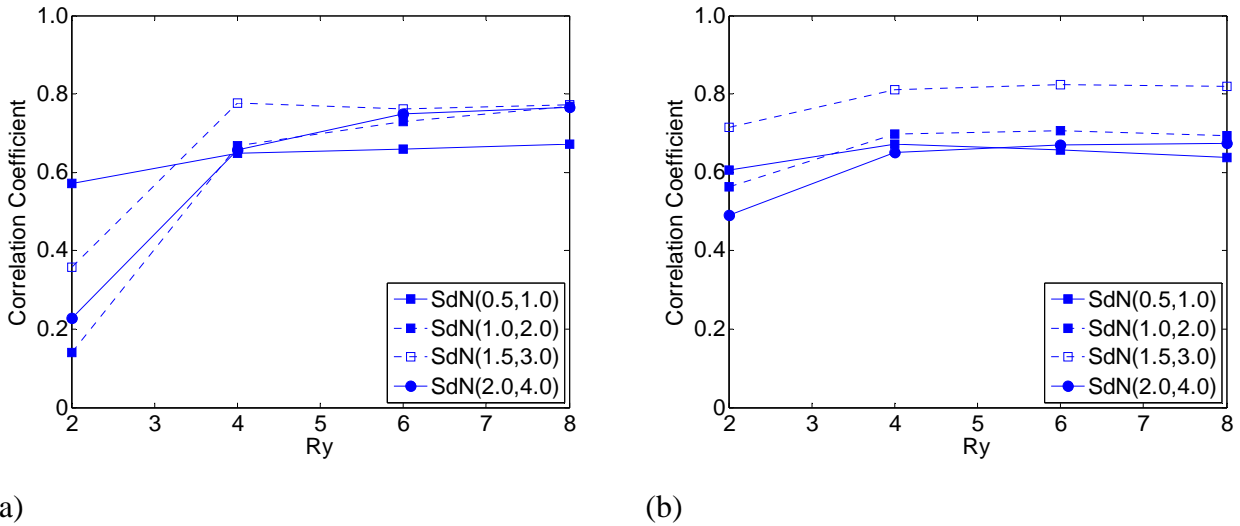 1.0
0.8
0.6
0.4
0.2
0
Correlation Coefficient
2 3 4 5 6 7 8
Ry
SdN(0.5,1.0)
SdN(1.0,2.0)
SdN(1.5,3.0)
SdN(2.0,4.0)
a)
1.0
0.8
0.6
0.4
0.2
0
Correlation Coefficient
2 3 4 5 6 7 8
Ry
SdN(0.5,1.0)
SdN(1.0,2.0)
SdN(1.5,3.0)
SdN(2.0,4.0)
(b)